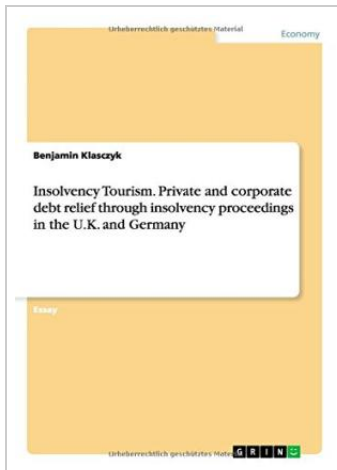 Urheberrechtlich geschütztes Material
Economy
Benjamin Klasczyk
Insolvency Tourism. Private and corporate
debt relief through insolvency proceedings
in the U.K. and Germany
Essay
Urheberrechtlich geschütztes Mater
GRIN